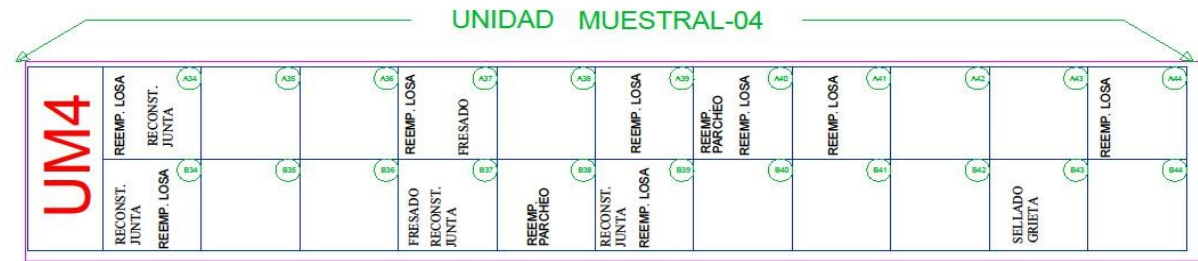 UNIDAD MUESTRAL-04
UM4
A34
A35
A36
A37
A38
A39
A40
A41
A42
A43
A44
REEMP. LOSA
RECONST.
JUNTA
REEMP. LOSA
FRESADO
REEMP. LOSA
REEMP.
PARCHEO
REEMP. LOSA
REEMP. LOSA
REEMP. LOSA
B34
B35
B36
B37
B38
B39
B40
B41
B42
B43
B44
RECONST.
JUNTA
REEMP. LOSA
FRESADO
RECONST.
JUNTA
REEMP.
PARCHEO
RECONST.
JUNTA
REEMP. LOSA
SELLADO
GRIETA